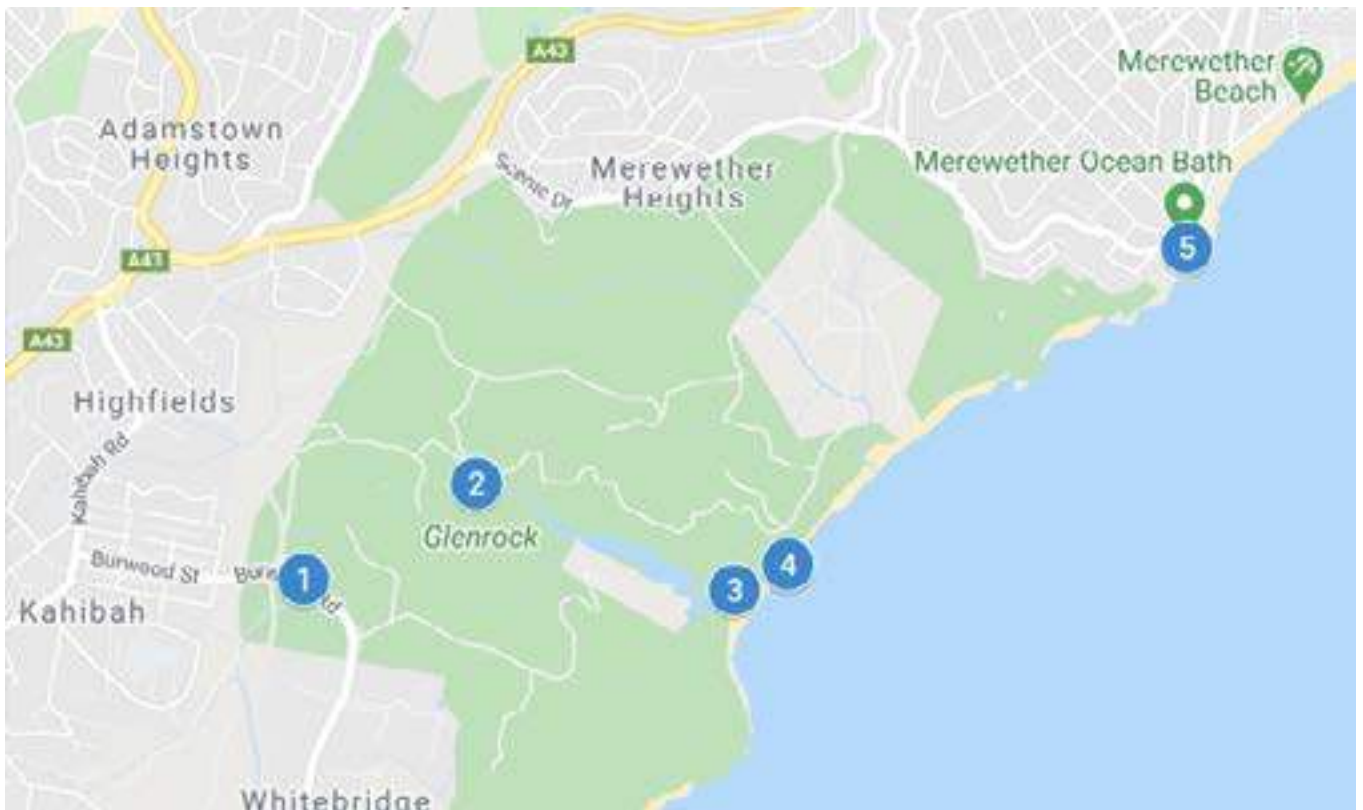 A43
Merewether
Beach
Adamstown
Heights
Merewether Ocean Bath
Scenic Dr
Merewether
Heights
5
A43
A43
Highfields
Kahibah Rd
2
Glenrock
Burwood St
1
Rd
4
3
Kahibah
Whitebridge